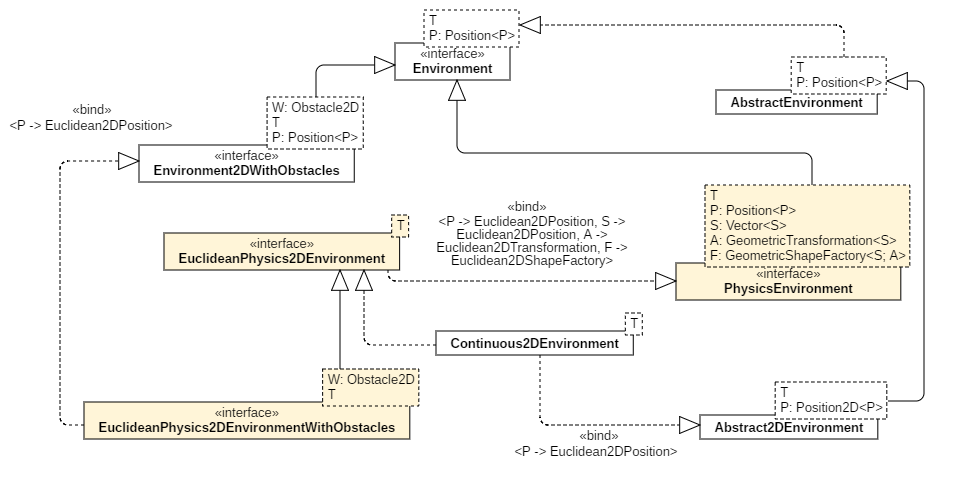 T
P: Position<P>
«interface»
Environment
T
P: Position<P>
AbstractEnvironment
W: Obstacle2D
T
P: Position<P>
«interface»
Environment2DWithObstacles
«bind»
<P -> Euclidean2DPosition>
T
P: Position<P>
S: Vector<S>
A: GeometricTransformation<S>
F: GeometricShapeFactory<S; A>
«interface»
PhysicsEnvironment
T
«interface»
EuclideanPhysics2DEnvironment
«bind»
<P -> Euclidean2DPosition, S ->
Euclidean2DPosition, A ->
Euclidean2DTransformation, F ->
Euclidean2DShapeFactory>
T
Continuous2DEnvironment
W: Obstacle2D
T
«interface»
EuclideanPhysics2DEnvironmentWithObstacles
T
P: Position2D<P>
Abstract2DEnvironment
«bind»
<P -> Euclidean2DPosition>